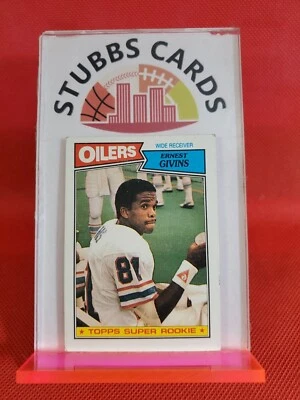 STUBBS CARDS
OILERS
WIDE RECEIVER
ERNEST
GIVINS
81
TOPPS SUPER ROOKIE